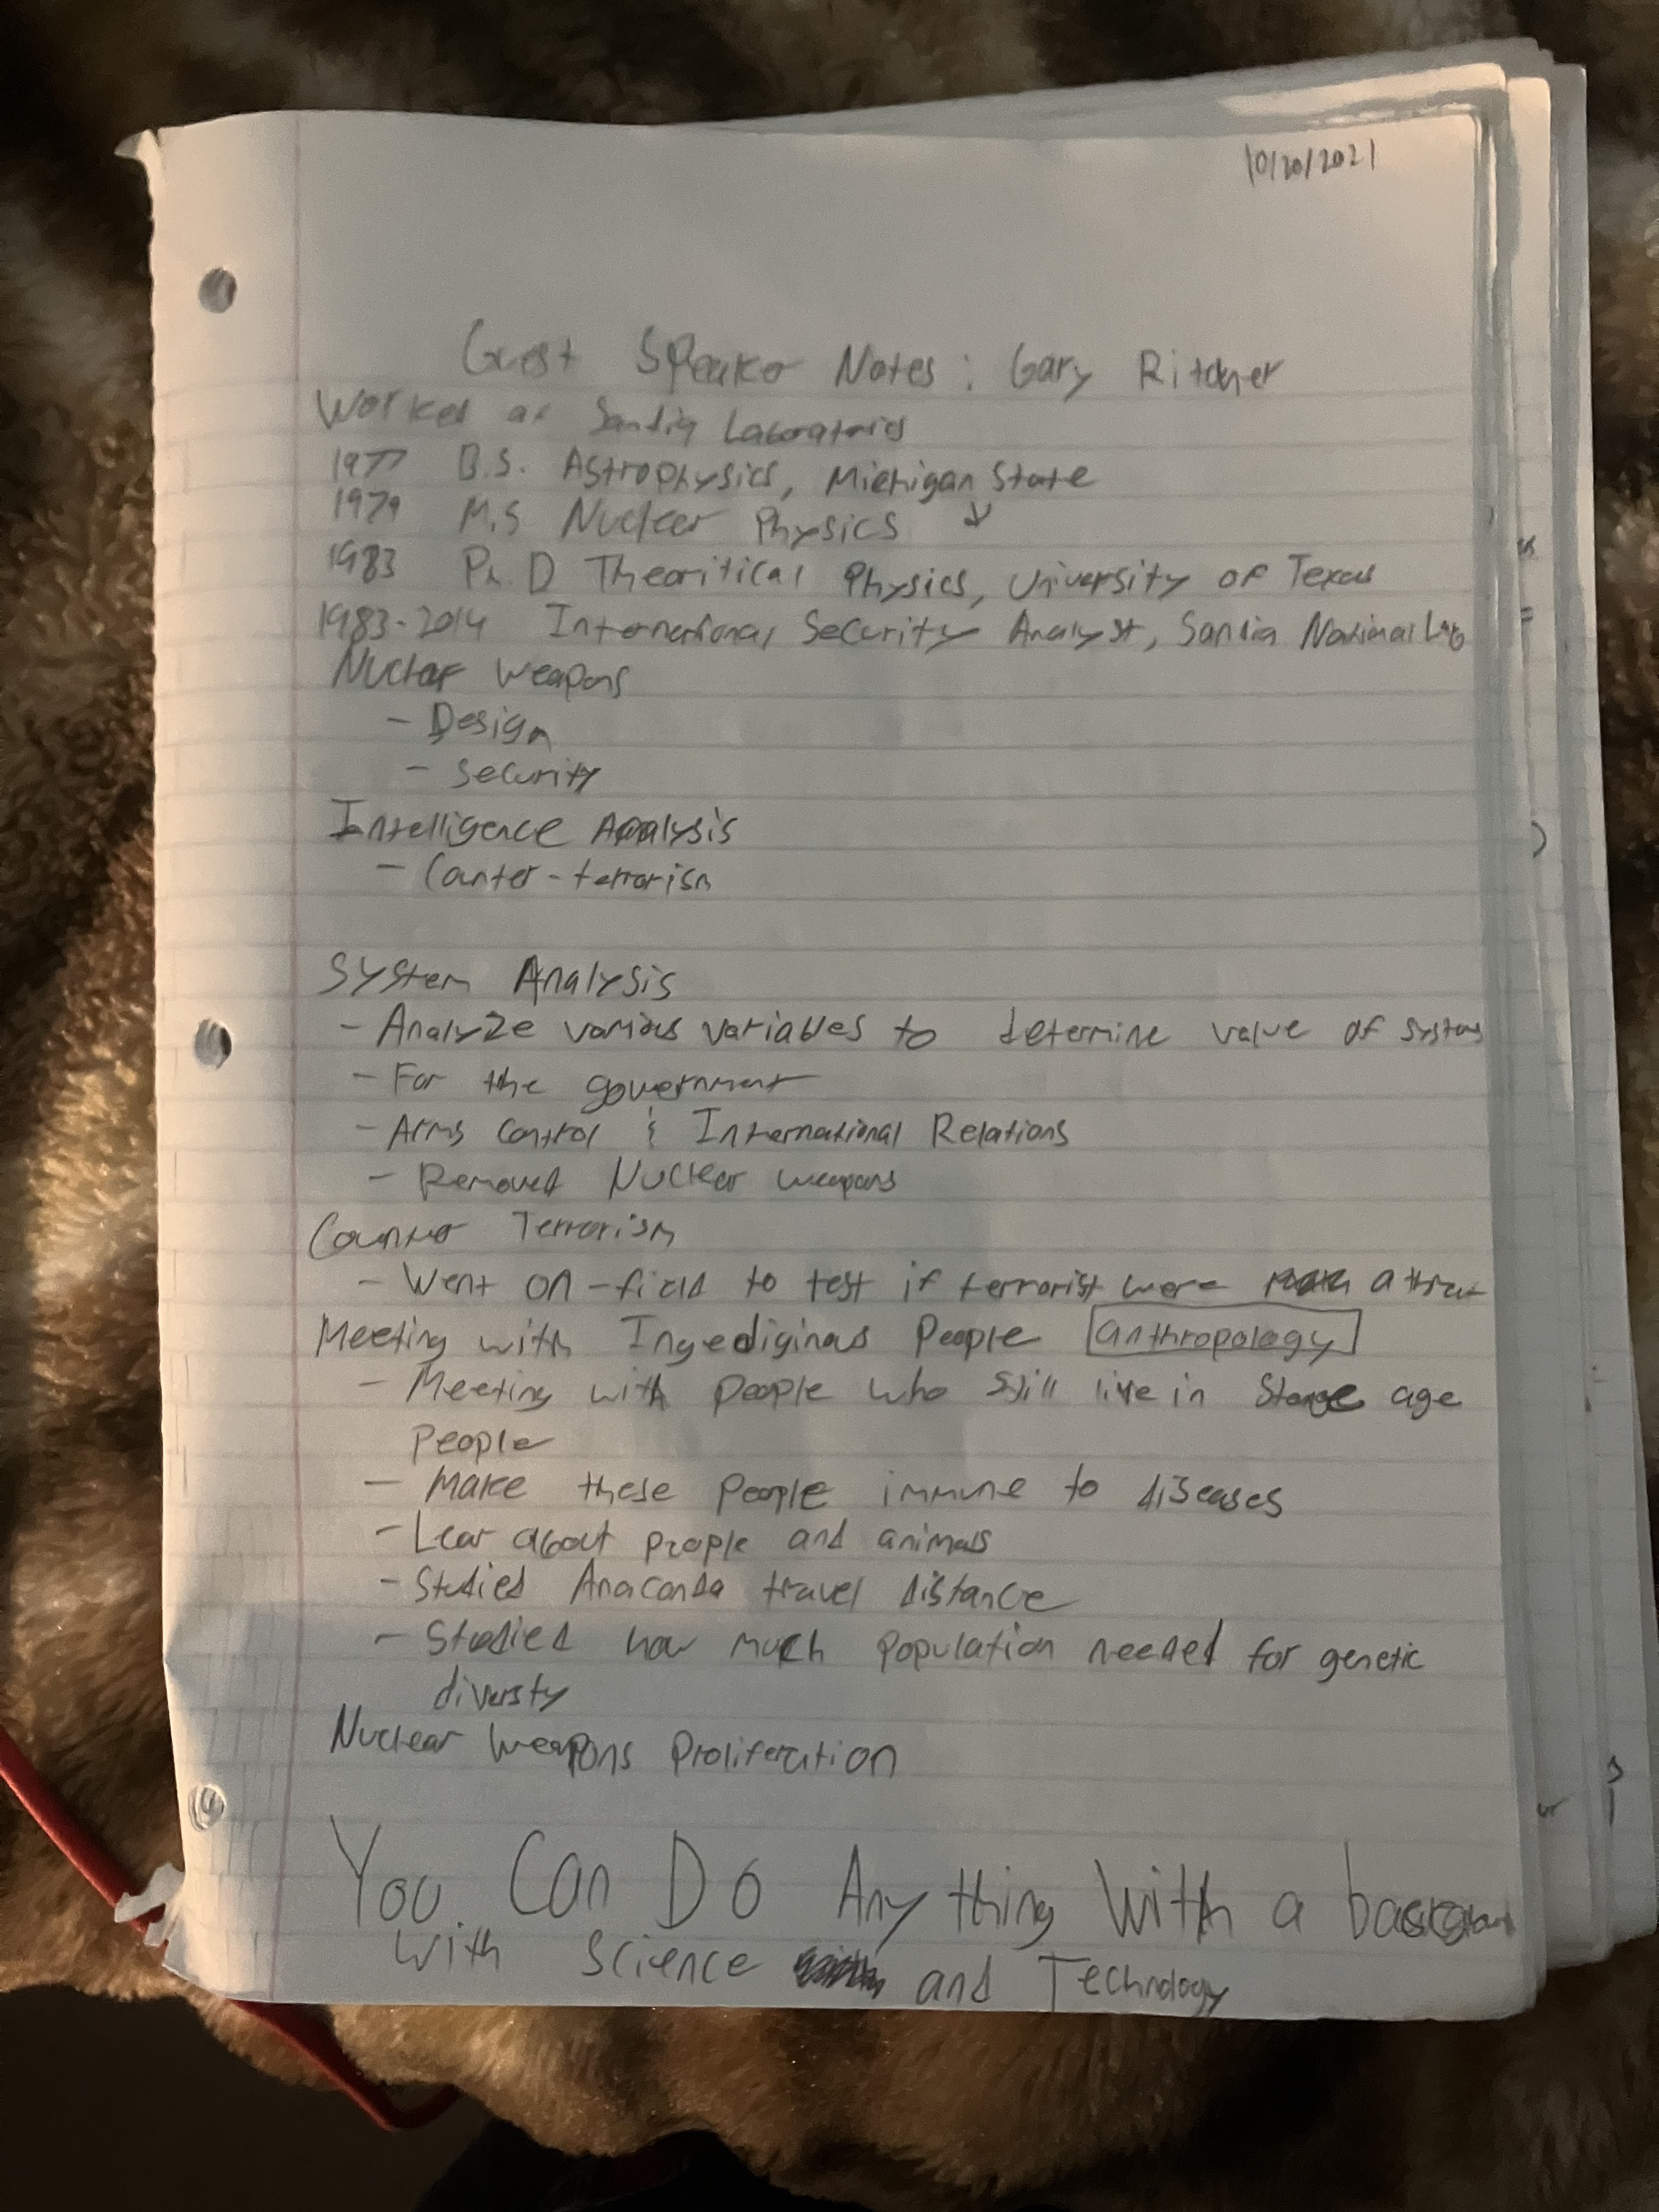 10/20/2021
Guest Speaker Notes: Gary Ritcher
Worked at Sandia Laboratories
1977 B.S. Astrophysics, Michigan State
1979 M.S Nuclear Physics ↓
1983 Ph.D Theoritical Physics, University of Texas
1983-2014 International Security Analyst, Sandia National Lab
Nuclear Weapons
- Design
- Security
Intelligence Analysis
- Counter-terrorism
System Analysis
- Analyze various variables to determine value of systems
- For the government
- Arms Control & International Relations
- Removed Nuclear weapons
Counter Terrorism
- Went on-field to test if terrorist were a threat
Meeting with Ingediginous People anthropology
- Meeting with people who still live in Stone age
people
- Make these people immune to diseases
- Lear about people and animals
- Studied Anaconda travel distance
- Studied how much population needed for genetic
diversty
Nuclear Weapons Proliferation
You Can Do Anything With a background
with Science and Technology